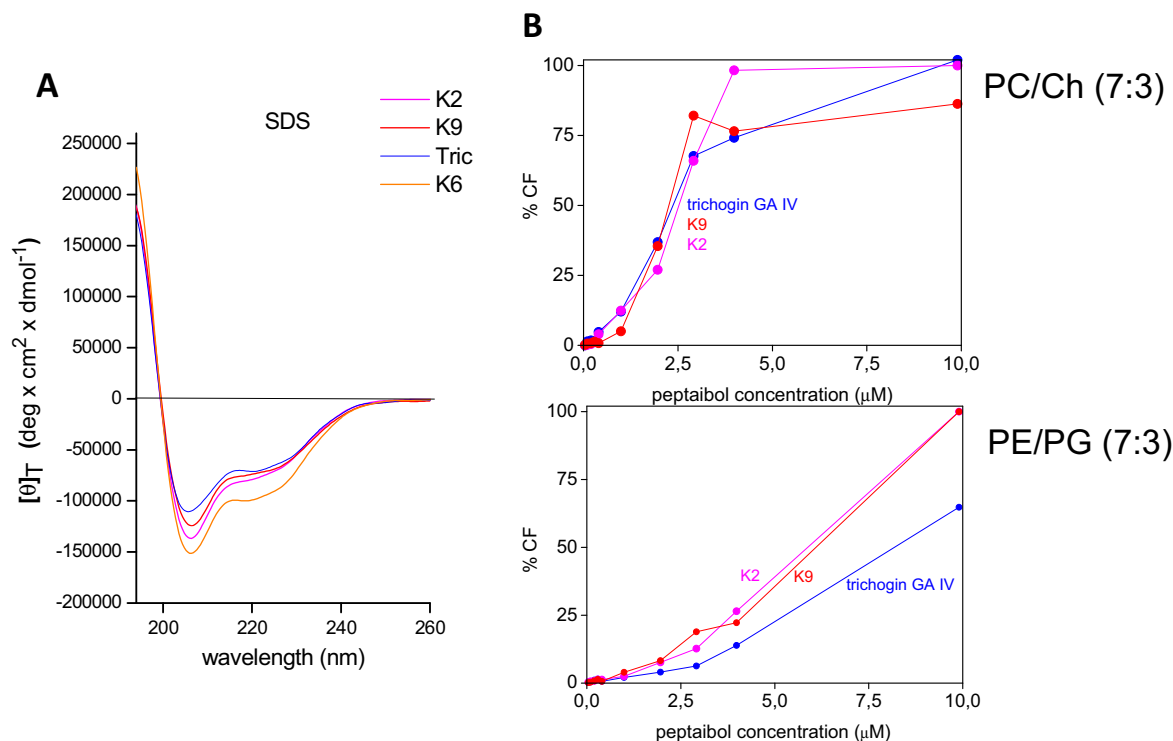 A
SDS
K2
K9
Tric
K6
250000
200000
150000
100000
50000
0
-50000
-100000
-150000
-200000
[θ]T (deg x cm² x dmol⁻¹)
200
220
240
260
wavelength (nm)
B
PC/Ch (7:3)
100
75
50
25
0
% CF
trichogin GA IV
K9
K2
0,0
2,5
5,0
7,5
10,0
peptaibol concentration (μM)
PE/PG (7:3)
100
75
50
25
0
% CF
K2
K9
trichogin GA IV
0,0
2,5
5,0
7,5
10,0
peptaibol concentration (μM)